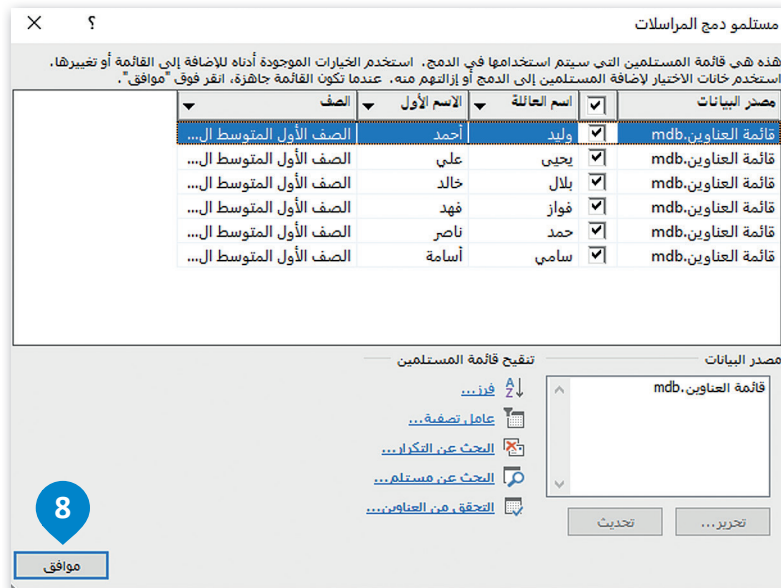 مستلمو دمج المراسلات ؟ ×
هذه هي قائمة المستلمين التي سيتم استخدامها في الدمج. استخدم الخيارات الموجودة أدناه للإضافة إلى القائمة أو تغييرها.
استخدم خانات الاختيار لإضافة المستلمين إلى الدمج أو إزالتهم منه. عندما تكون القائمة جاهزة، انقر فوق "موافق".
مصدر البيانات اسم العائلة الاسم الأول الصف
قائمة العناوين.mdb وليد أحمد الصف الأول المتوسط ال...
قائمة العناوين.mdb يحيى علي الصف الأول المتوسط ال...
قائمة العناوين.mdb بلال خالد الصف الأول المتوسط ال...
قائمة العناوين.mdb فواز فهد الصف الأول المتوسط ال...
قائمة العناوين.mdb حمد ناصر الصف الأول المتوسط ال...
قائمة العناوين.mdb سامي أسامة الصف الأول المتوسط ال...
مصدر البيانات
قائمة العناوين.mdb
تحرير...
تحديث
تنقيح قائمة المستلمين
فرز...
عامل تصفية...
البحث عن التكرار...
البحث عن مستلم...
التحقق من العناوين...
8
موافق